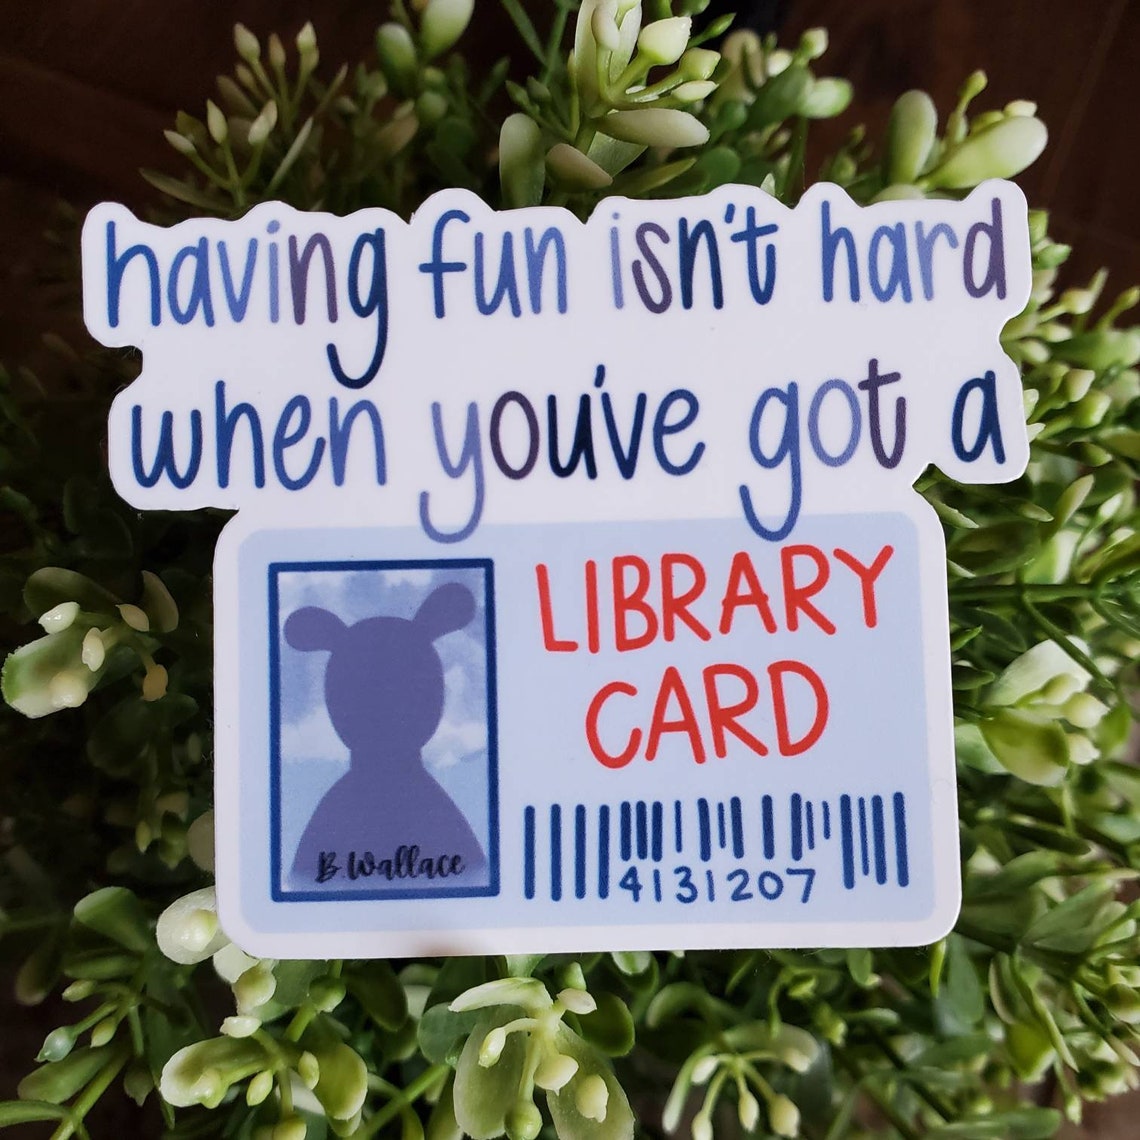 having fun isn't hard
when you've got a
LIBRARY
CARD
B Wallace
4131207